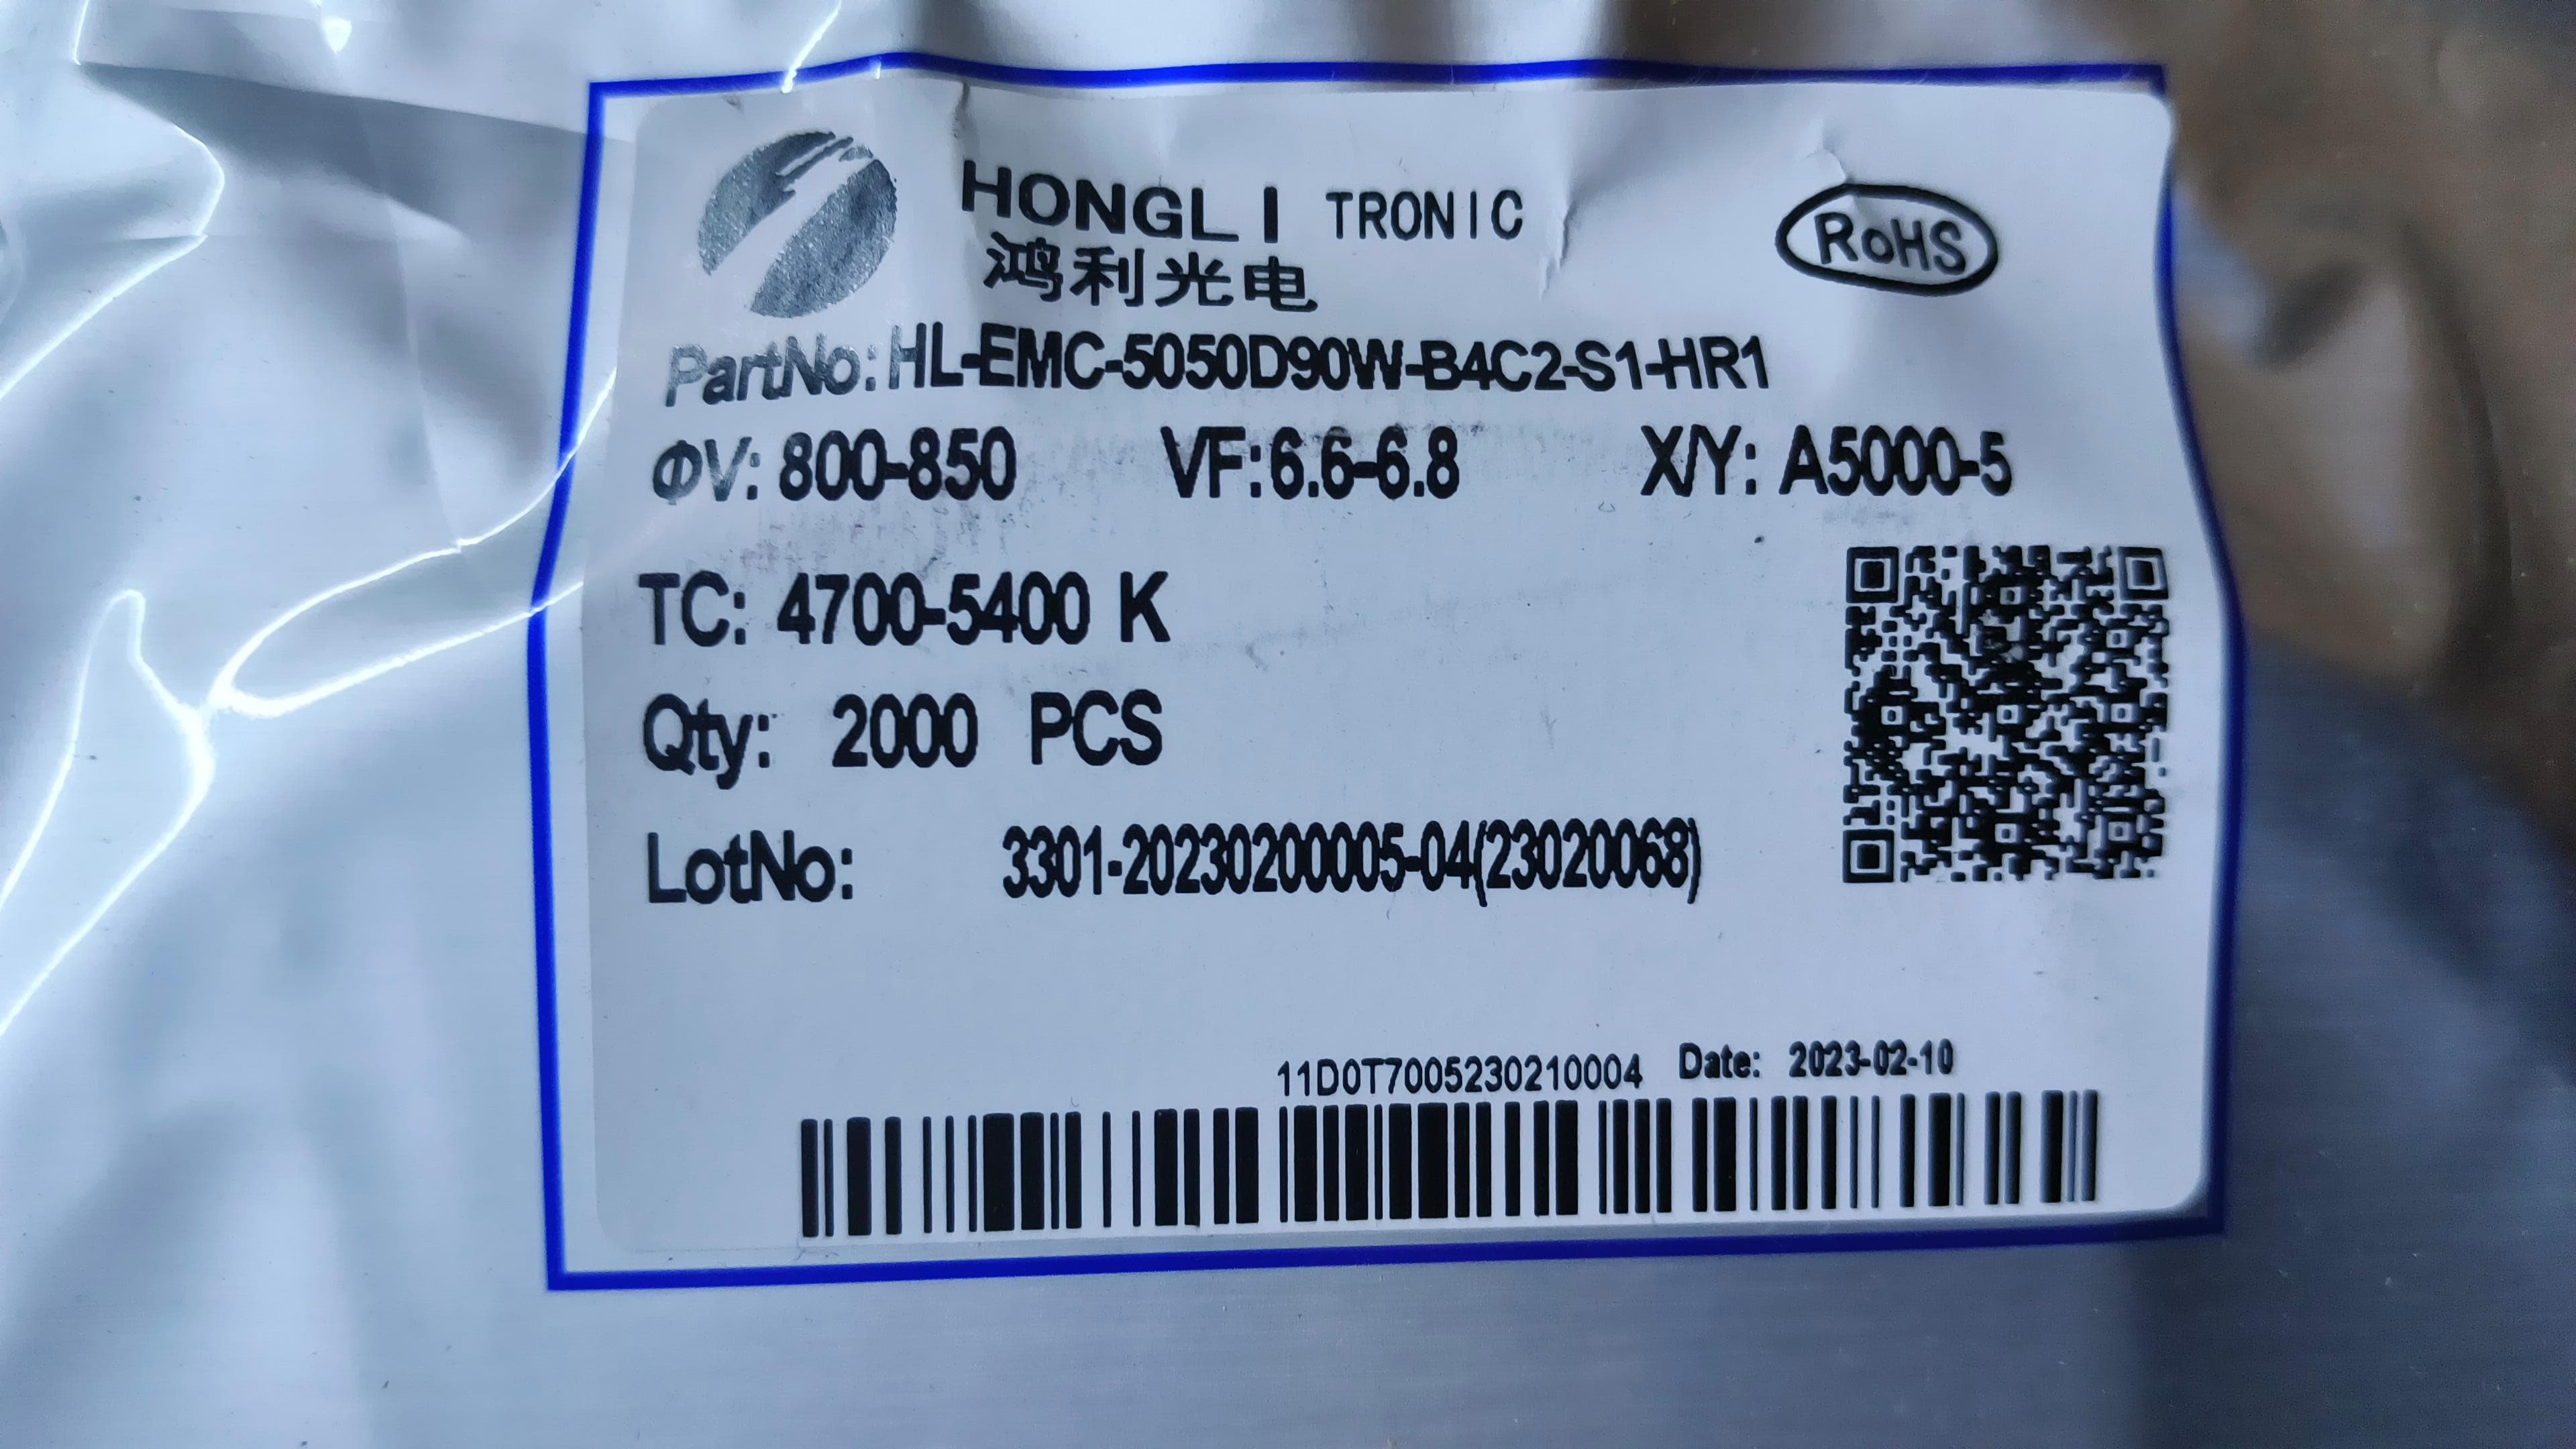 HONGLI TRONIC
RoHS
鸿利光电
PartNo: HL-EMC-5050D90W-B4C2-S1-HR1
ΦV: 800-850 VF:6.6-6.8 X/Y: A5000-5
TC: 4700-5400 K
Qty: 2000 PCS
LotNo: 3301-20230200005-04(23020068)
11D0T7005230210004 Date: 2023-02-10